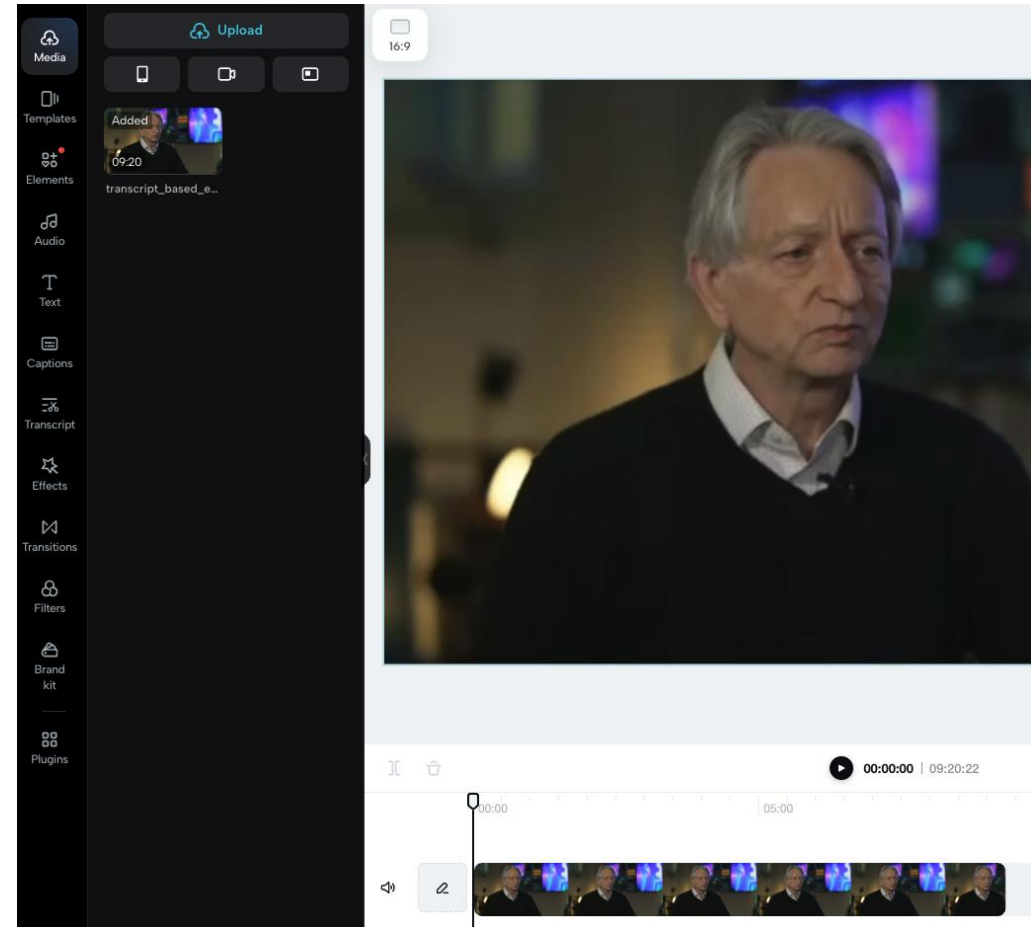 Media
Templates
Elements
Audio
Text
Captions
Transcript
Effects
Transitions
Filters
Brand
kit
Plugins
Upload
Added
09:20
transcript_based_e...
16:9
00:00:00 | 09:20:22
00:00
05:00